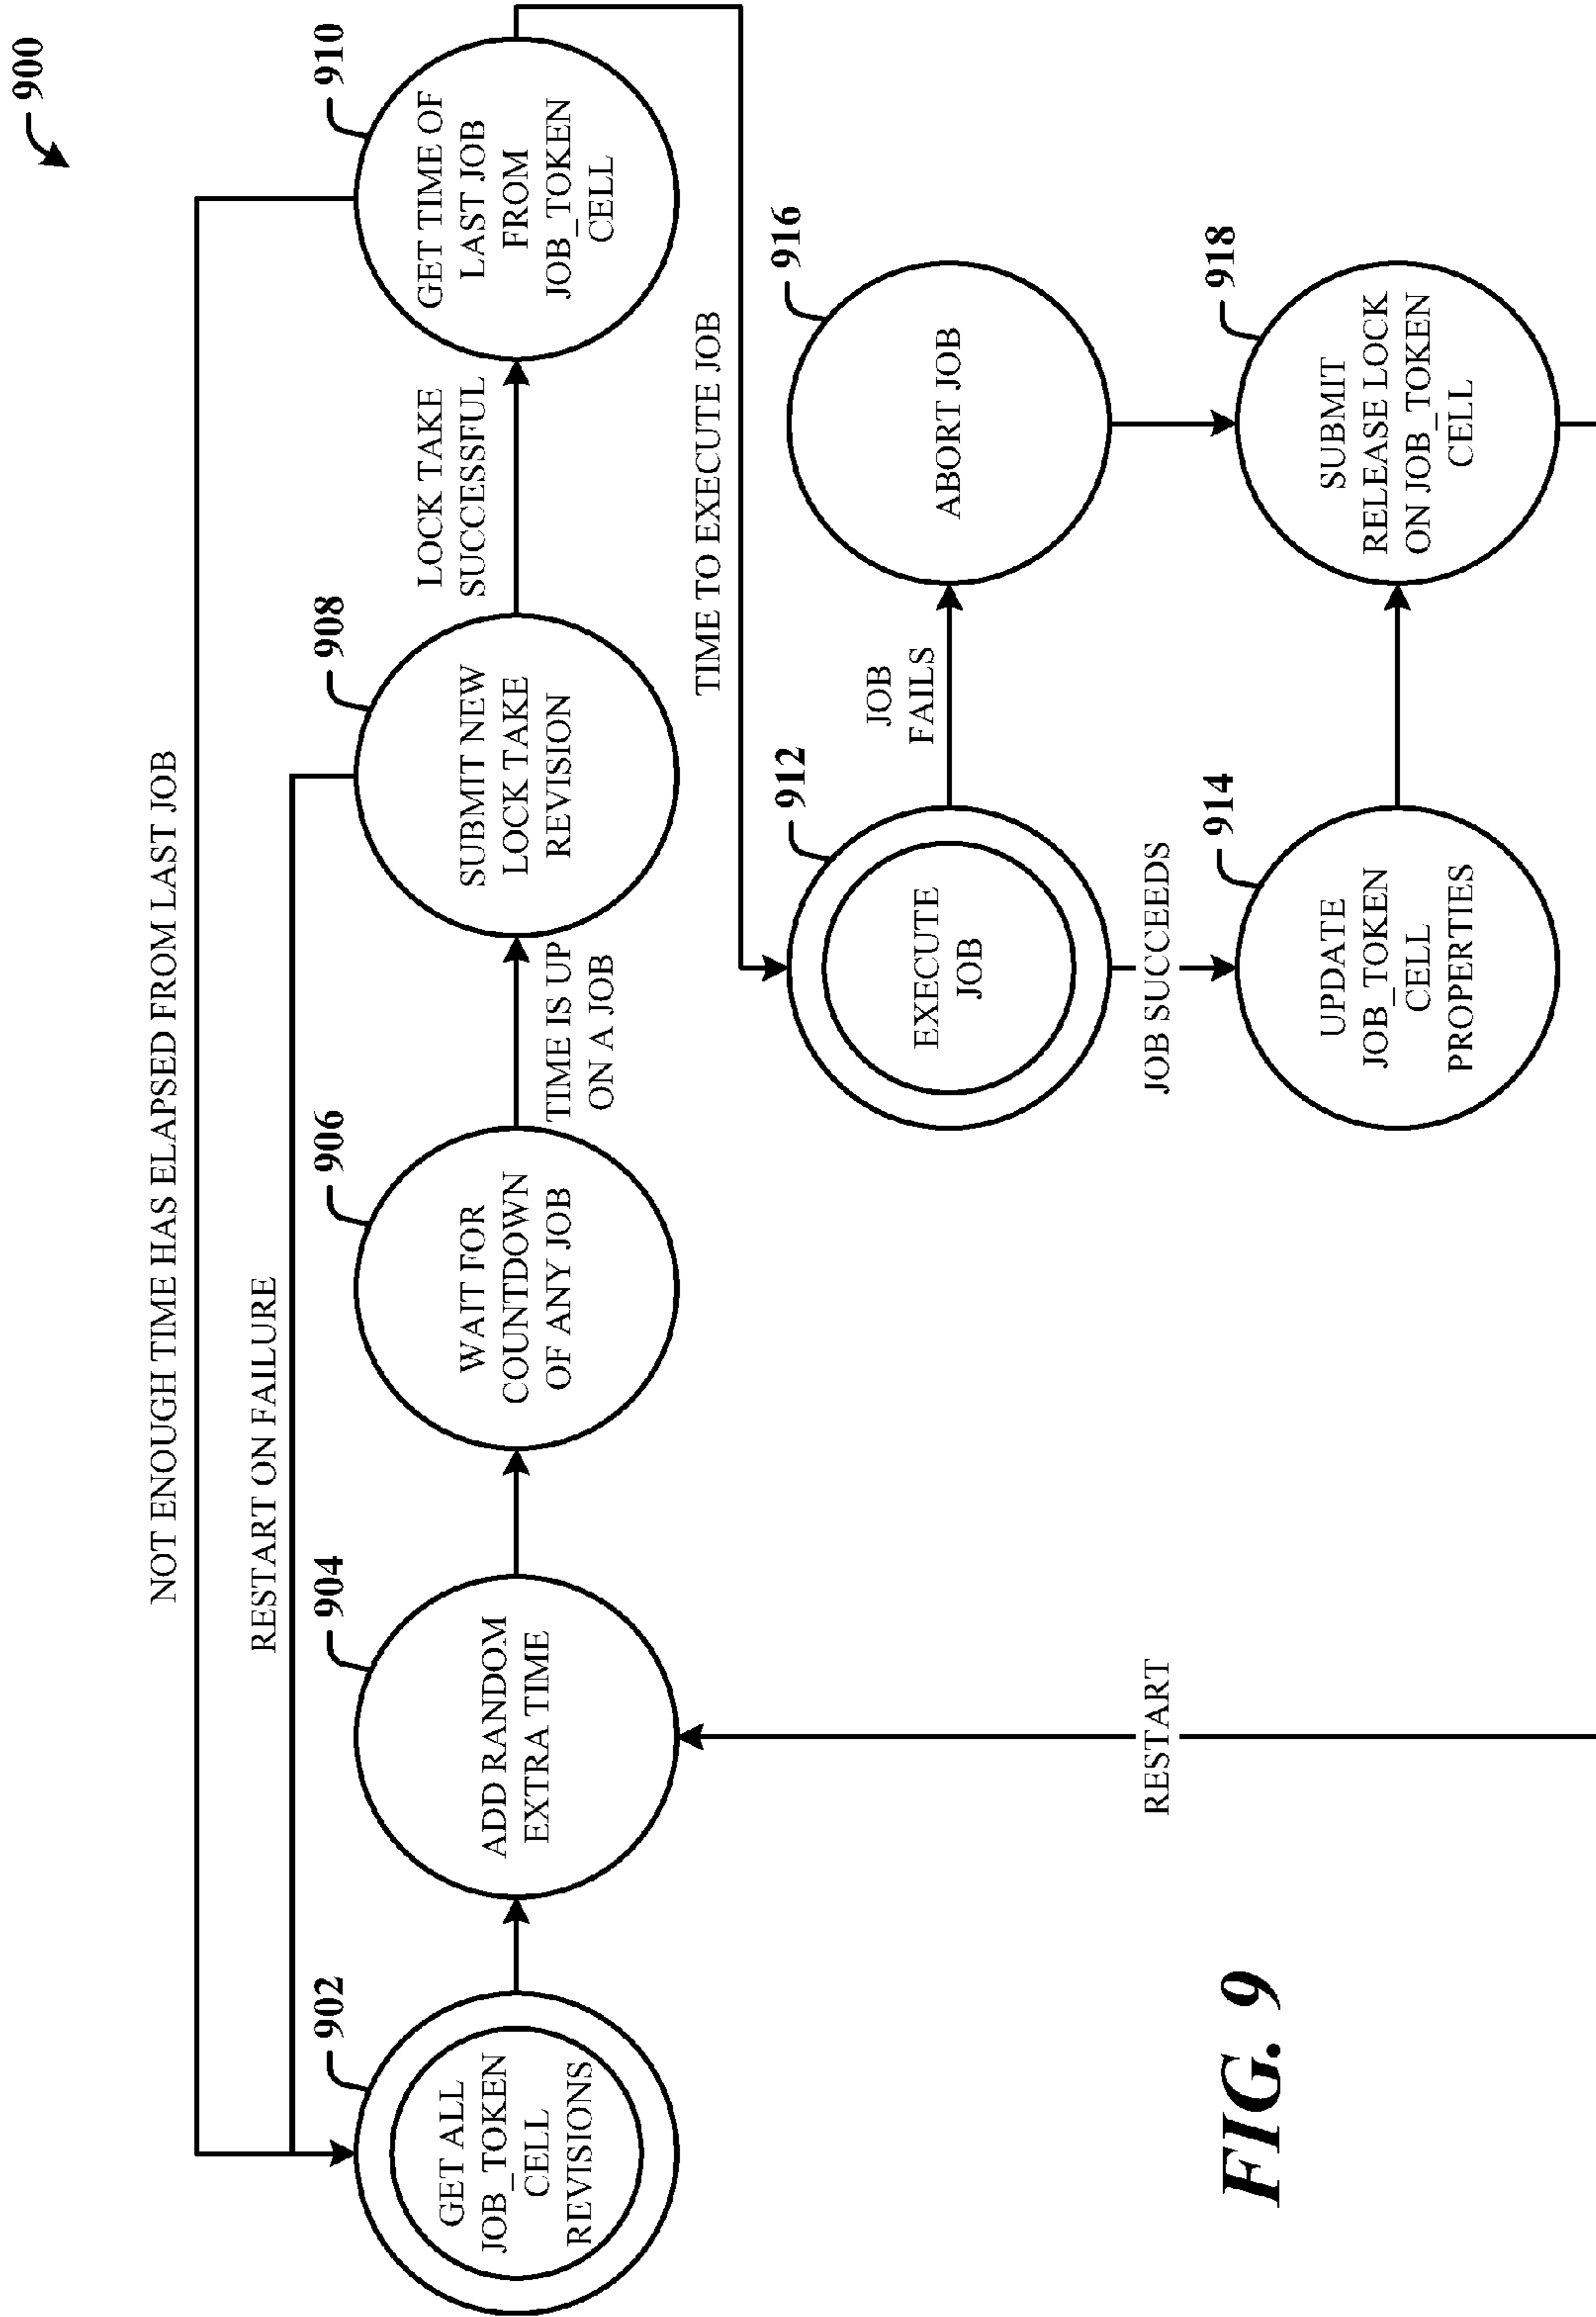 900
NOT ENOUGH TIME HAS ELAPSED FROM LAST JOB
RESTART ON FAILURE
902
GET ALL
JOB_TOKEN
CELL
REVISIONS
904
ADD RANDOM
EXTRA TIME
906
WAIT FOR
COUNTDOWN
OF ANY JOB
TIME IS UP
ON A JOB
908
SUBMIT NEW
LOCK TAKE
REVISION
LOCK TAKE
SUCCESSFUL
910
GET TIME OF
LAST JOB
FROM
JOB_TOKEN
CELL
TIME TO EXECUTE JOB
912
EXECUTE
JOB
JOB
FAILS
916
ABORT JOB
JOB SUCCEEDS
914
UPDATE
JOB_TOKEN
CELL
PROPERTIES
918
SUBMIT
RELEASE LOCK
ON JOB_TOKEN
CELL
RESTART
FIG. 9